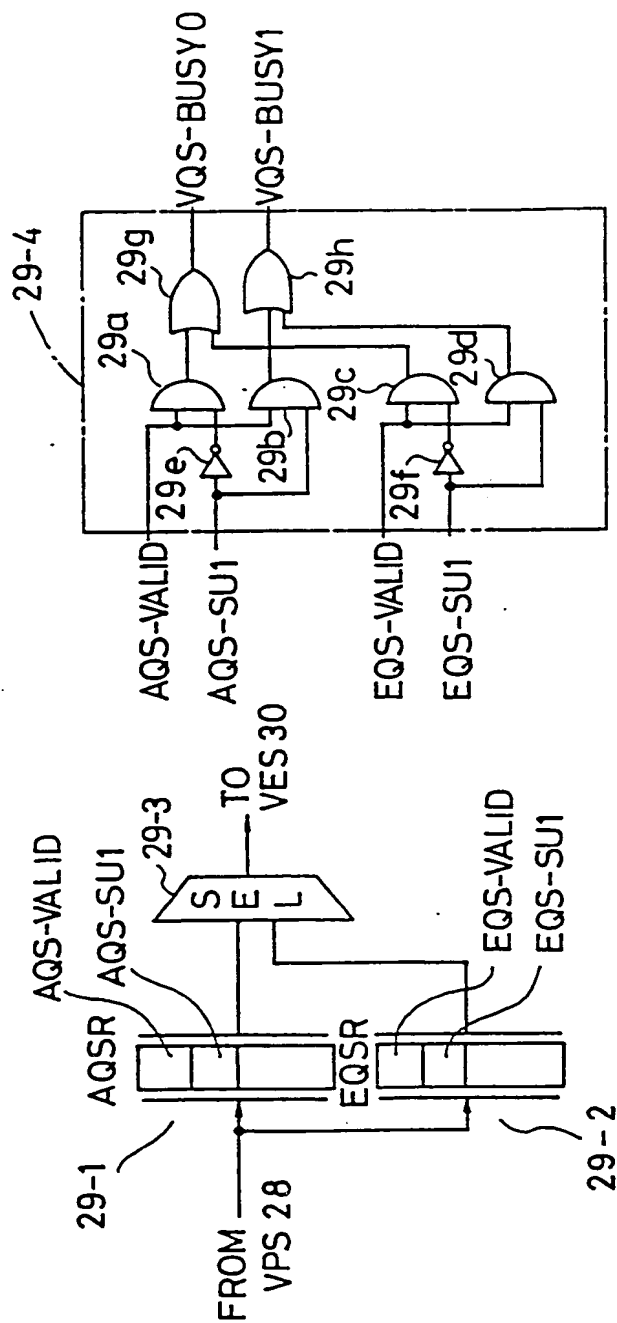 FROM
VPS 28
29-1
AQSR
AQS-VALID
AQS-SU1
EQSR
29-2
EQS-VALID
EQS-SU1
29-3
SEL
TO
VES 30
29-4
AQS-VALID
AQS-SU1
EQS-VALID
EQS-SU1
29e
29a
29b
29g
29h
29f
29c
29d
VQS-BUSY0
VQS-BUSY1